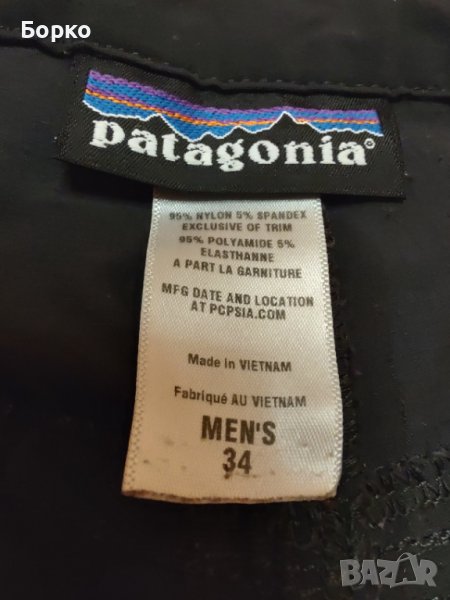 Борко
patagonia®
95% NYLON 5% SPANDEX
EXCLUSIVE OF TRIM
95% POLYAMIDE 5%
ELASTHANNE
A PART LA GARNITURE
MFG DATE AND LOCATION
AT PCPSIA.COM
Made in VIETNAM
Fabriqué AU VIETNAM
MEN'S
34
BAZAR